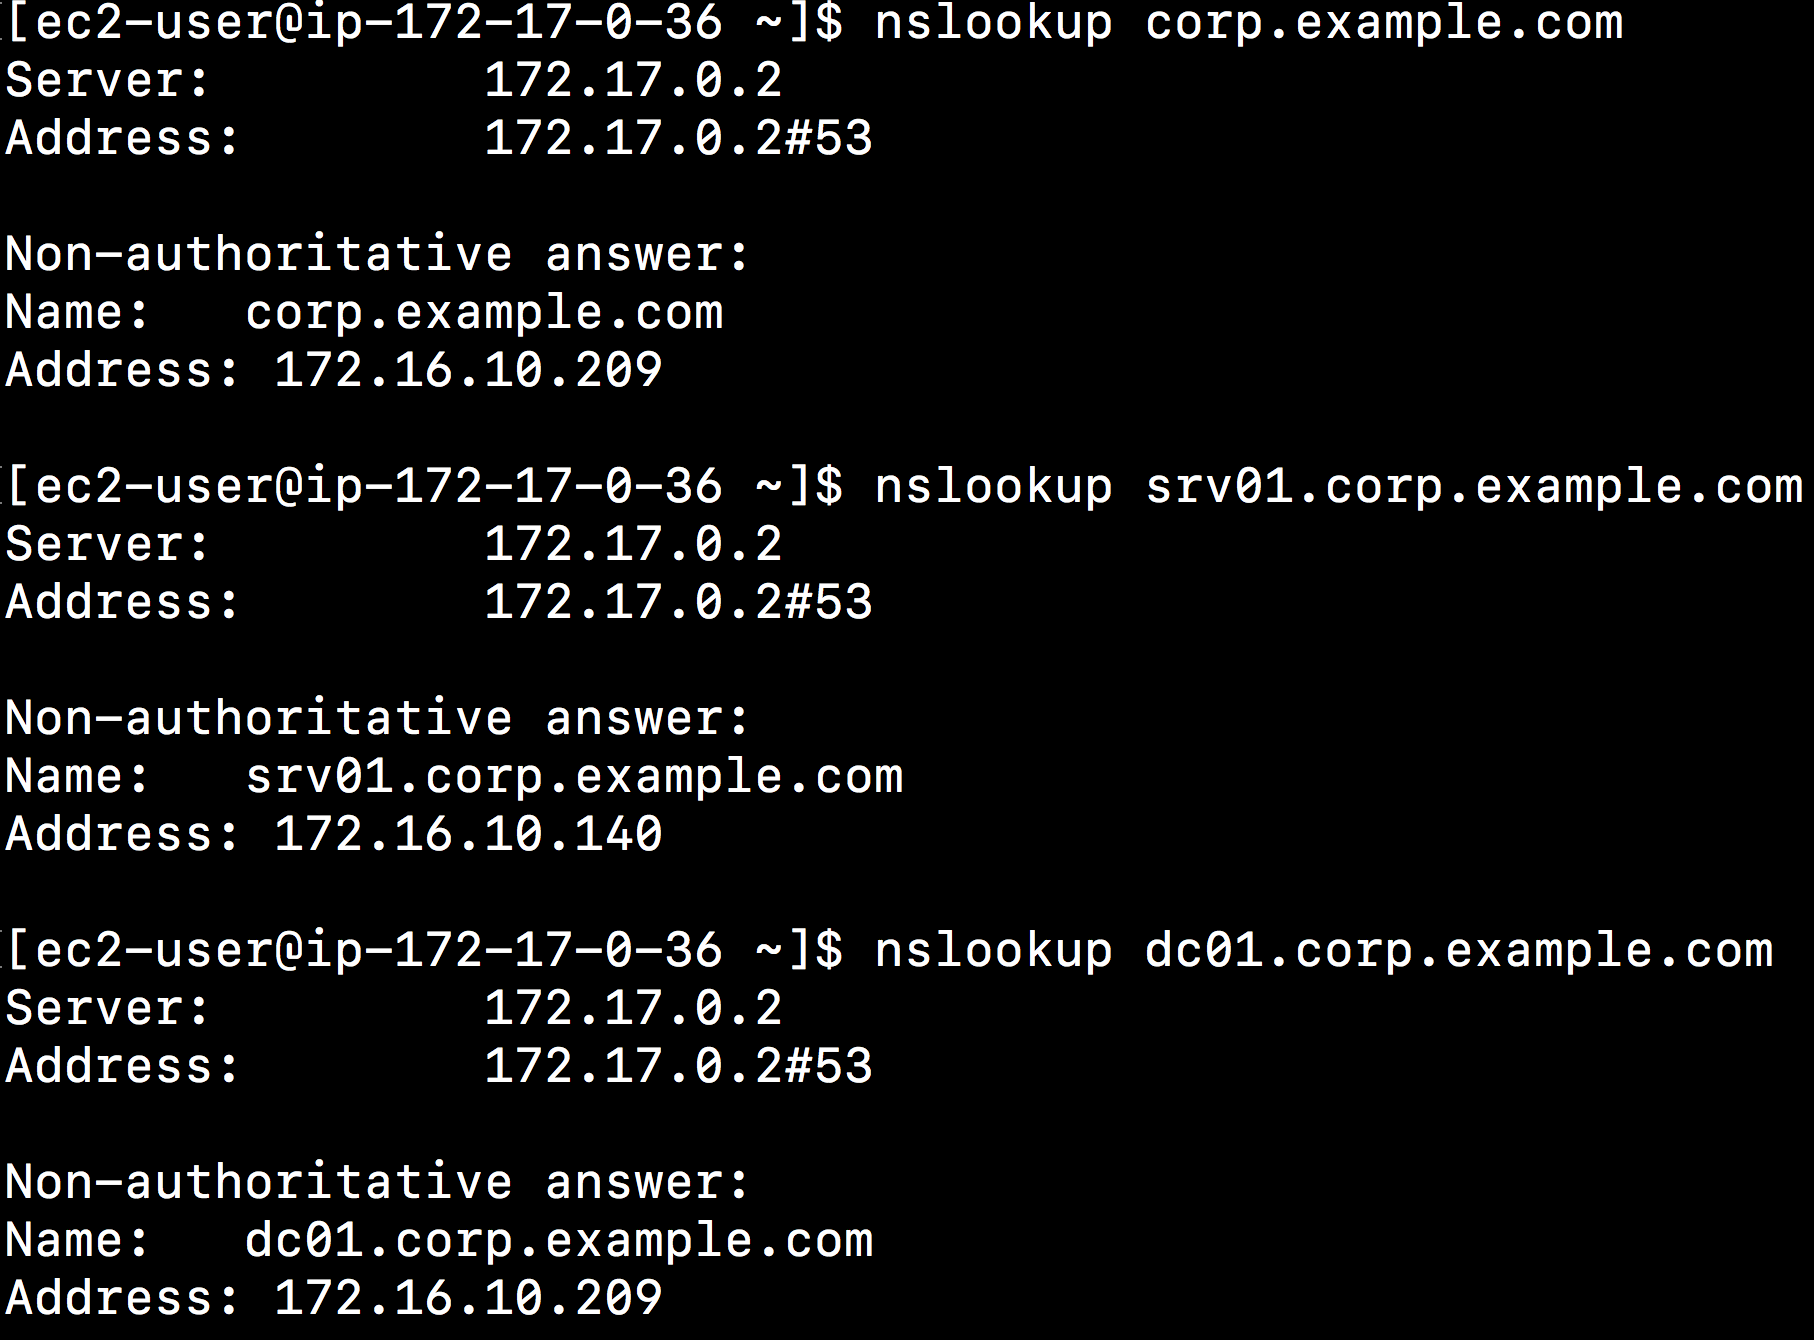 [ec2-user@ip-172-17-0-36 ~]$ nslookup corp.example.com
Server:         172.17.0.2
Address:        172.17.0.2#53

Non-authoritative answer:
Name:   corp.example.com
Address: 172.16.10.209

[ec2-user@ip-172-17-0-36 ~]$ nslookup srv01.corp.example.com
Server:         172.17.0.2
Address:        172.17.0.2#53

Non-authoritative answer:
Name:   srv01.corp.example.com
Address: 172.16.10.140

[ec2-user@ip-172-17-0-36 ~]$ nslookup dc01.corp.example.com
Server:         172.17.0.2
Address:        172.17.0.2#53

Non-authoritative answer:
Name:   dc01.corp.example.com
Address: 172.16.10.209